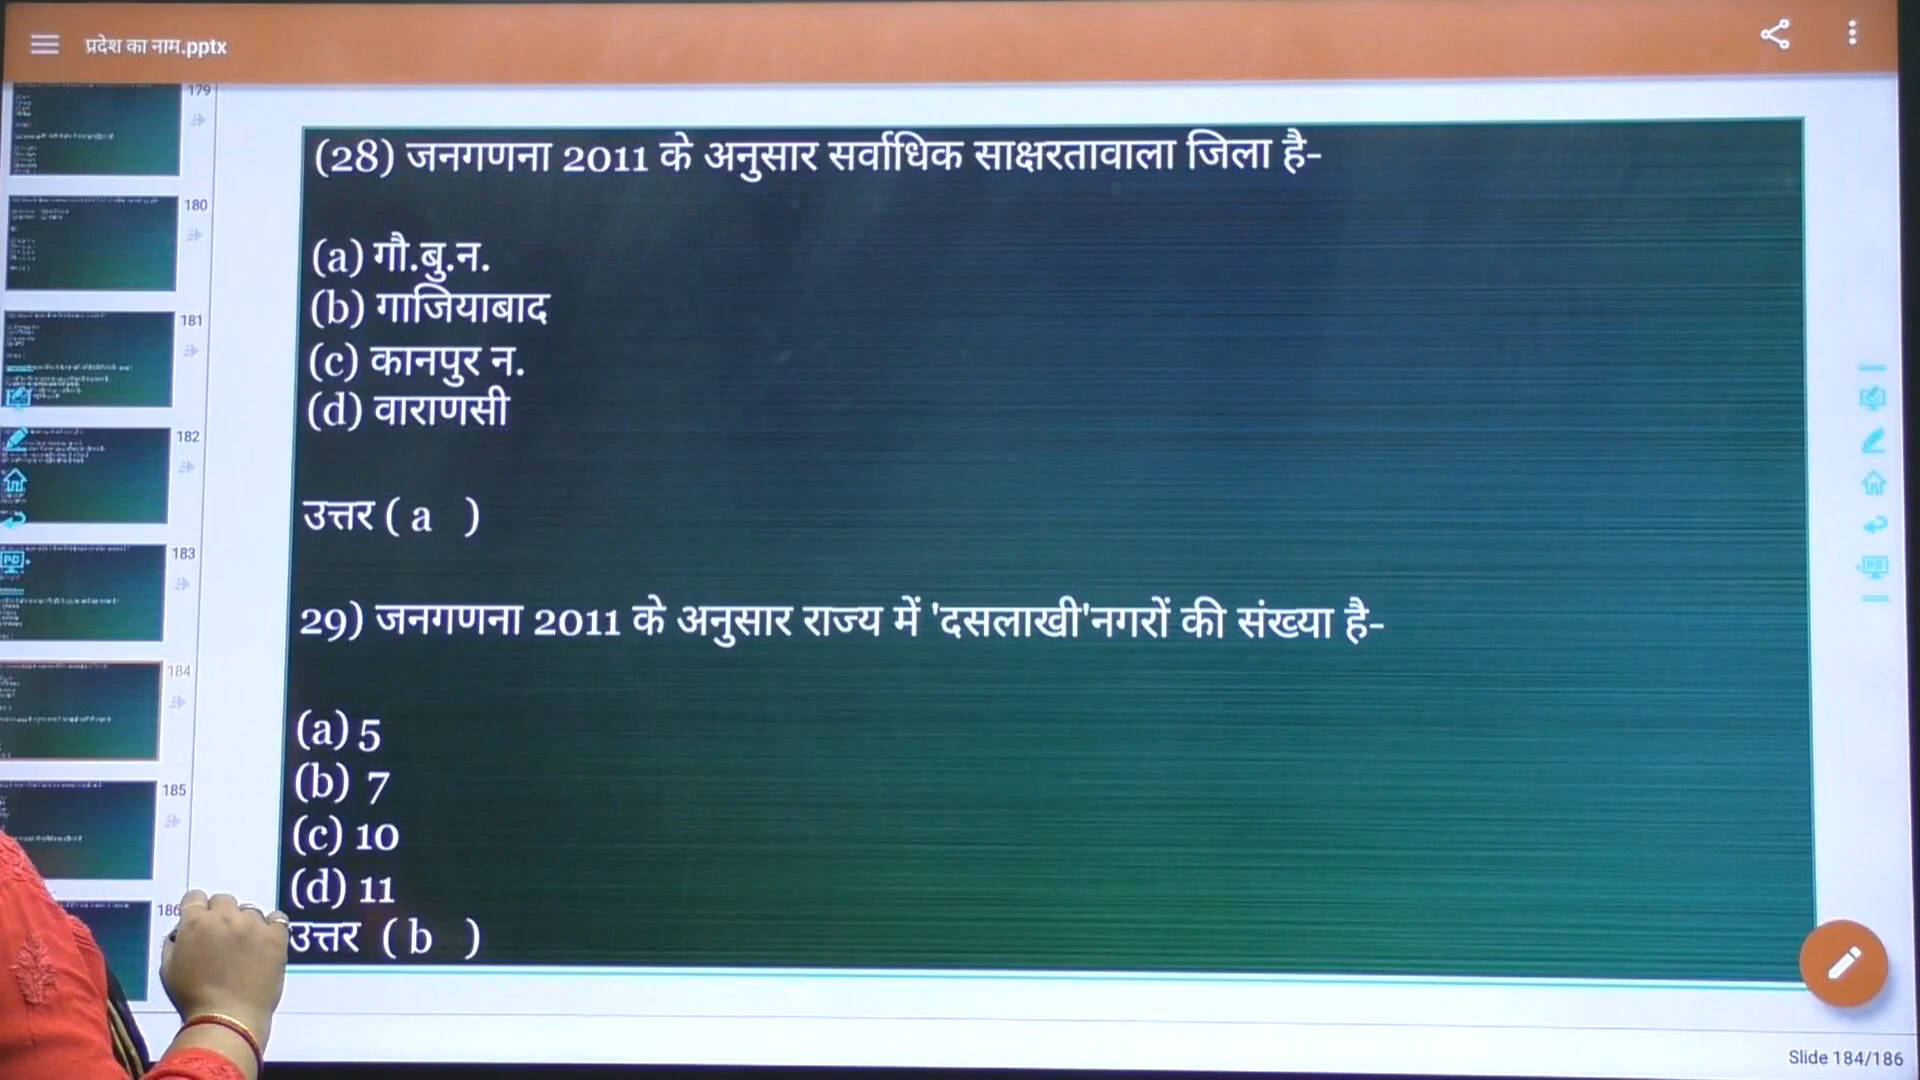 प्रदेश का नाम.pptx
179
180
181
182
183
184
185
186
(28) जनगणना 2011 के अनुसार सर्वाधिक साक्षरतावाला जिला है-
(a) गौ.बु.न.
(b) गाजियाबाद
(c) कानपुर न.
(d) वाराणसी
उत्तर ( a )
29) जनगणना 2011 के अनुसार राज्य में 'दसलाखी'नगरों की संख्या है-
(a) 5
(b) 7
(c) 10
(d) 11
उत्तर ( b )
Slide 184/186